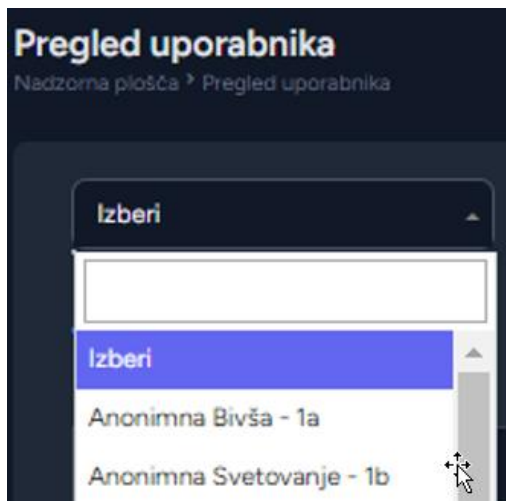 Pregled uporabnika
Nadzorna plošča > Pregled uporabnika
Izberi
Izberi
Anonimna Bivša - 1a
Anonimna Svetovanje - 1b